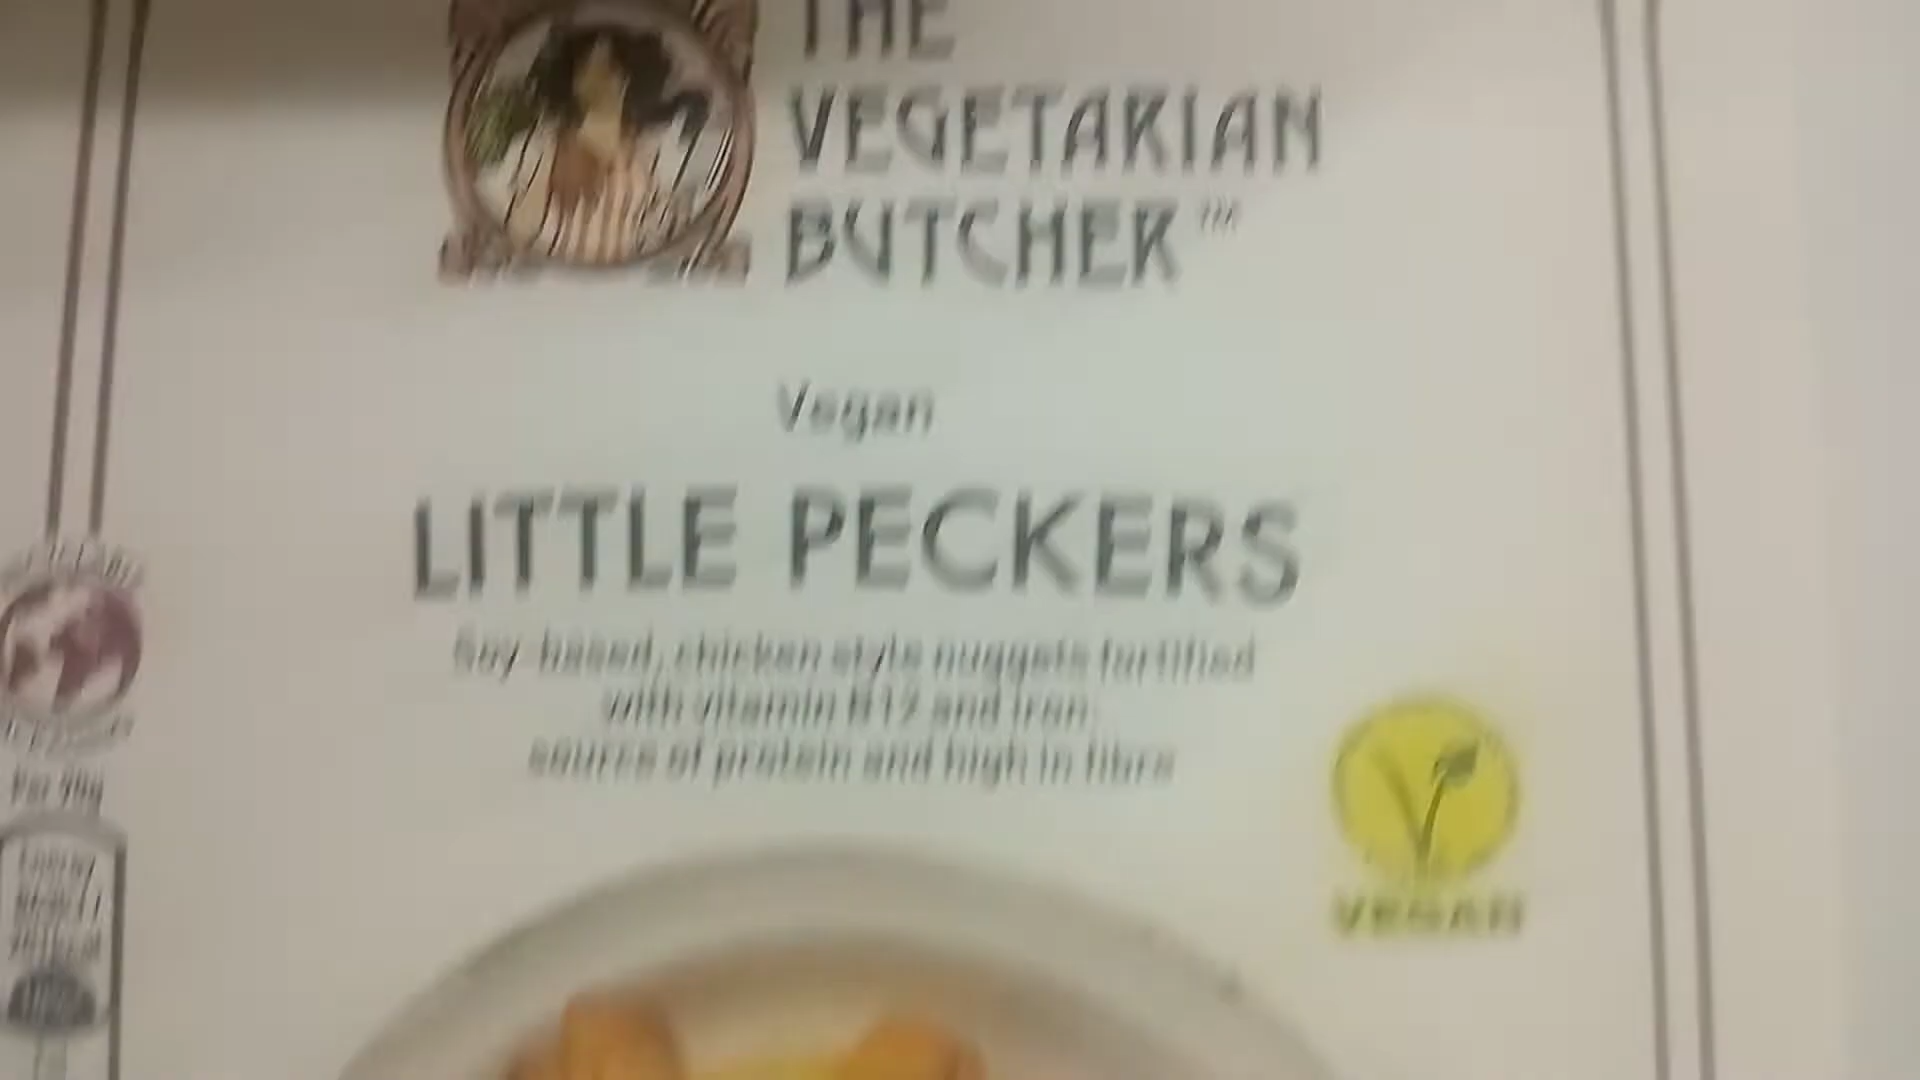 THE
VEGETARIAN
BUTCHER™
Vegan
LITTLE PECKERS
Soy-based, chicken style nuggets fortified
with vitamin B12 and iron.
source of protein and high in fibre
VEGAN